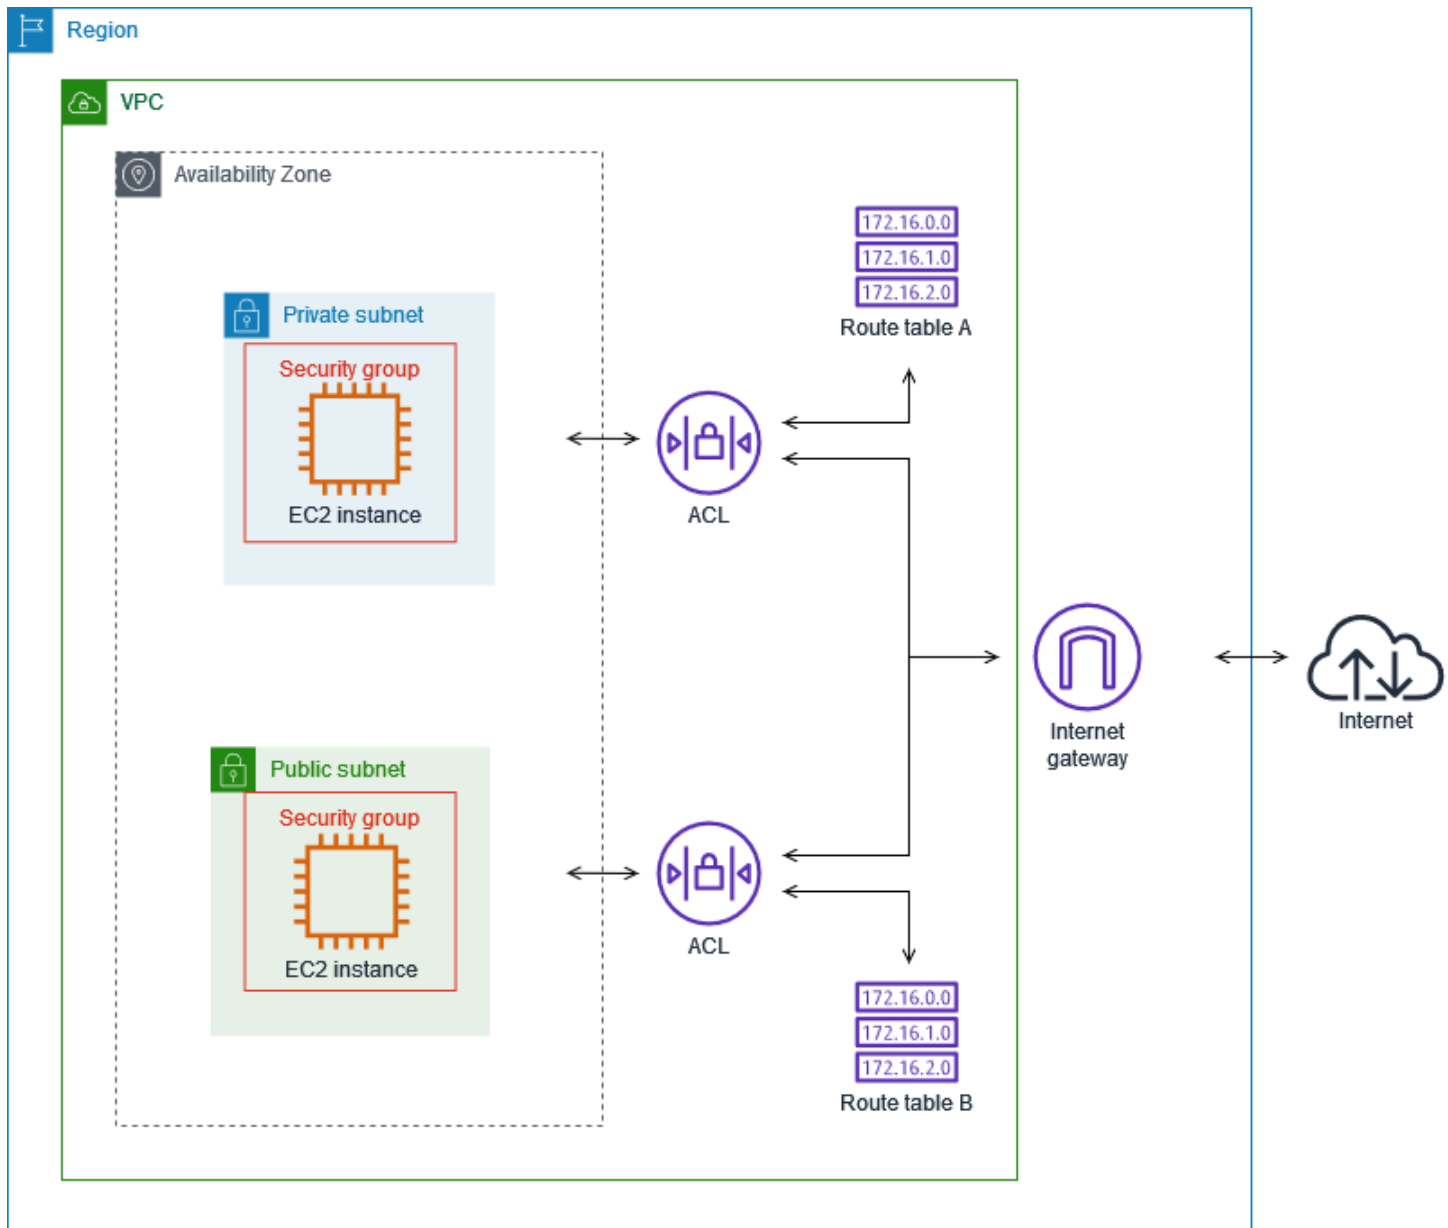 Region
VPC
Availability Zone
172.16.0.0
172.16.1.0
172.16.2.0
Route table A
Private subnet
Security group
EC2 instance
ACL
Internet
gateway
Internet
Public subnet
Security group
EC2 instance
ACL
172.16.0.0
172.16.1.0
172.16.2.0
Route table B